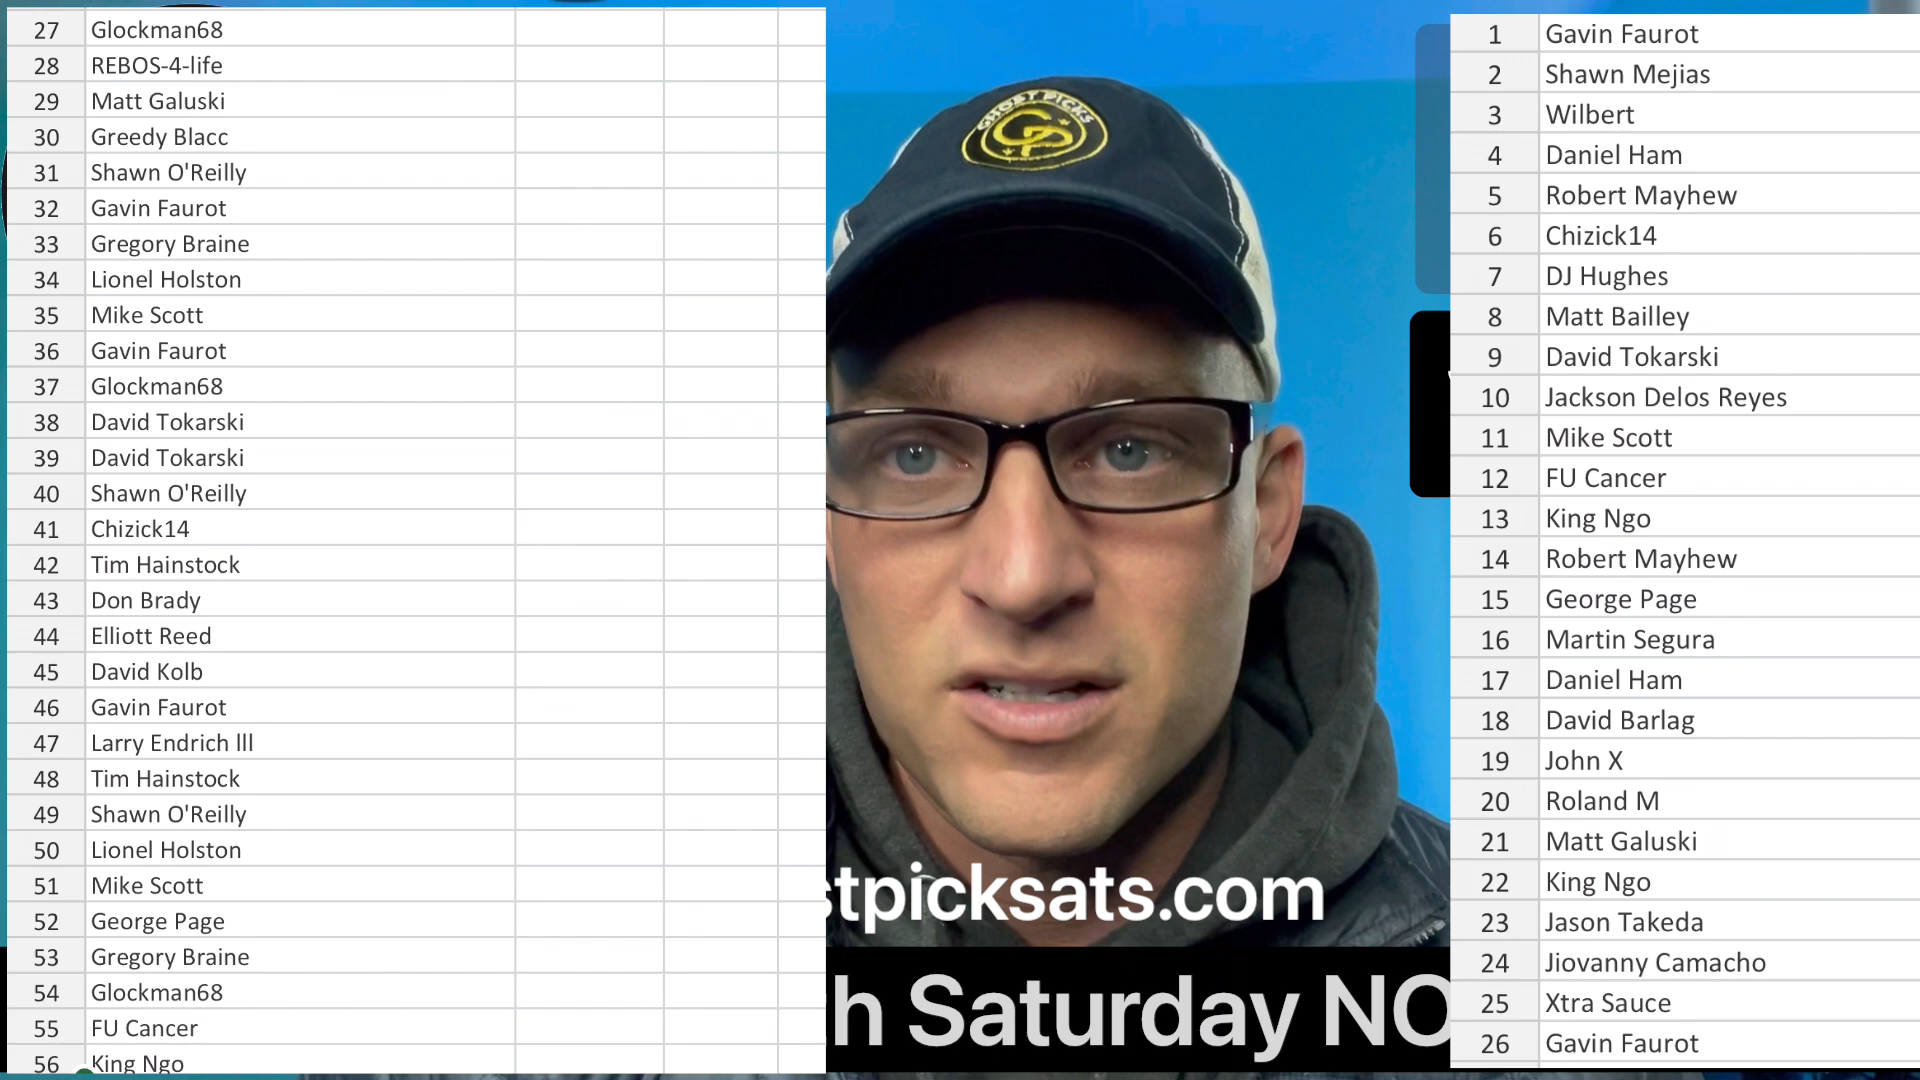 27 Glockman68
28 REBOS-4-life
29 Matt Galuski
30 Greedy Blacc
31 Shawn O'Reilly
32 Gavin Faurot
33 Gregory Braine
34 Lionel Holston
35 Mike Scott
36 Gavin Faurot
37 Glockman68
38 David Tokarski
39 David Tokarski
40 Shawn O'Reilly
41 Chizick14
42 Tim Hainstock
43 Don Brady
44 Elliott Reed
45 David Kolb
46 Gavin Faurot
47 Larry Endrich lll
48 Tim Hainstock
49 Shawn O'Reilly
50 Lionel Holston
51 Mike Scott
52 George Page
53 Gregory Braine
54 Glockman68
55 FU Cancer
56 King Ngo
GHOST PICKS
GP
stpicksats.com
h Saturday NO
1 Gavin Faurot
2 Shawn Mejias
3 Wilbert
4 Daniel Ham
5 Robert Mayhew
6 Chizick14
7 DJ Hughes
8 Matt Bailley
9 David Tokarski
10 Jackson Delos Reyes
11 Mike Scott
12 FU Cancer
13 King Ngo
14 Robert Mayhew
15 George Page
16 Martin Segura
17 Daniel Ham
18 David Barlag
19 John X
20 Roland M
21 Matt Galuski
22 King Ngo
23 Jason Takeda
24 Jiovanny Camacho
25 Xtra Sauce
26 Gavin Faurot